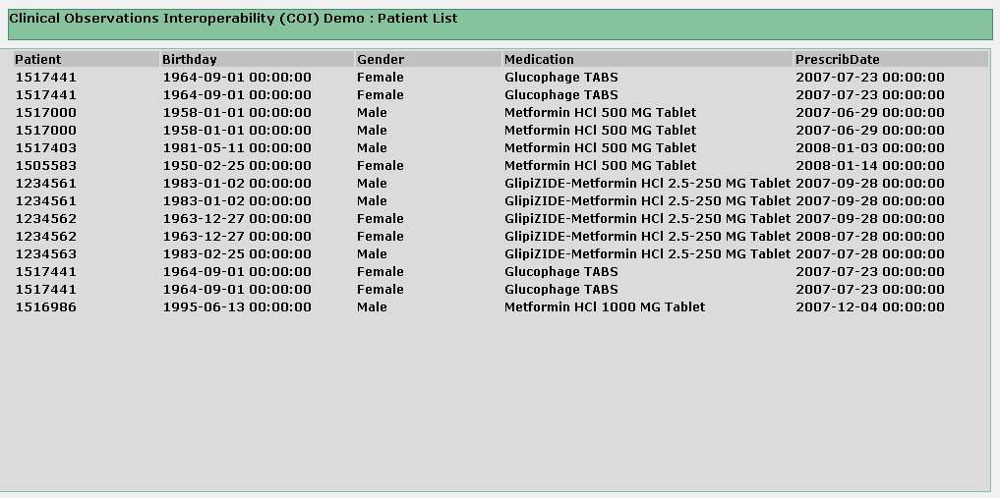 Clinical Observations Interoperability (COI) Demo : Patient List
Patient Birthday Gender Medication PrescribDate
1517441 1964-09-01 00:00:00 Female Glucophage TABS 2007-07-23 00:00:00
1517441 1964-09-01 00:00:00 Female Glucophage TABS 2007-07-23 00:00:00
1517000 1958-01-01 00:00:00 Male Metformin HCl 500 MG Tablet 2007-06-29 00:00:00
1517000 1958-01-01 00:00:00 Male Metformin HCl 500 MG Tablet 2007-06-29 00:00:00
1517403 1981-05-11 00:00:00 Male Metformin HCl 500 MG Tablet 2008-01-03 00:00:00
1505583 1950-02-25 00:00:00 Female Metformin HCl 500 MG Tablet 2008-01-14 00:00:00
1234561 1983-01-02 00:00:00 Male GlipiZIDE-Metformin HCl 2.5-250 MG Tablet 2007-09-28 00:00:00
1234561 1983-01-02 00:00:00 Male GlipiZIDE-Metformin HCl 2.5-250 MG Tablet 2007-09-28 00:00:00
1234562 1963-12-27 00:00:00 Female GlipiZIDE-Metformin HCl 2.5-250 MG Tablet 2007-09-28 00:00:00
1234562 1963-12-27 00:00:00 Female GlipiZIDE-Metformin HCl 2.5-250 MG Tablet 2008-07-28 00:00:00
1234563 1983-02-25 00:00:00 Male GlipiZIDE-Metformin HCl 2.5-250 MG Tablet 2007-07-28 00:00:00
1517441 1964-09-01 00:00:00 Female Glucophage TABS 2007-07-23 00:00:00
1517441 1964-09-01 00:00:00 Female Glucophage TABS 2007-07-23 00:00:00
1516986 1995-06-13 00:00:00 Male Metformin HCl 1000 MG Tablet 2007-12-04 00:00:00